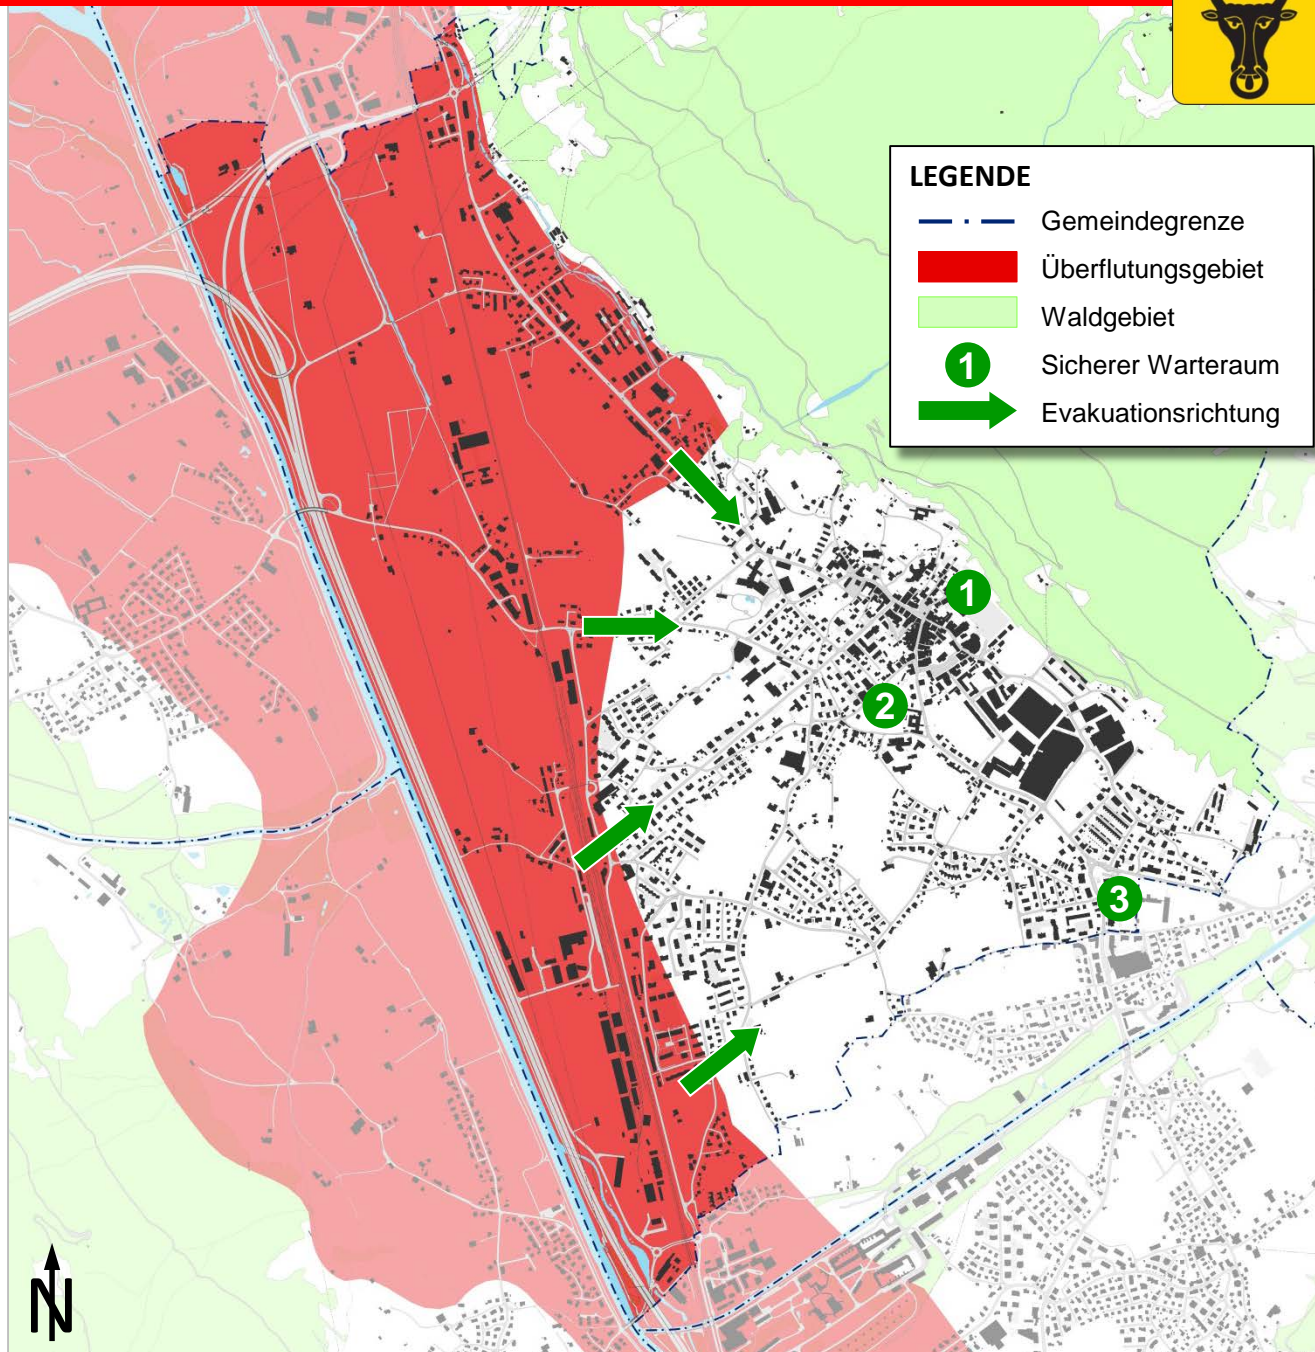 LEGENDE
Gemeindegrenze
Überflutungsgebiet
Waldgebiet
1 Sicherer Warteraum
Evakuationsrichtung
1
2
3
N